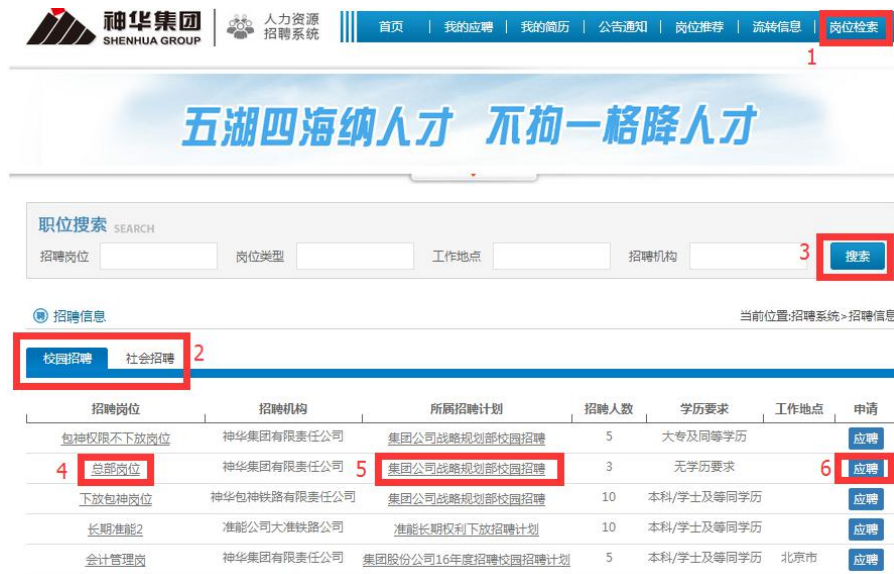 神华集团 SHENHUA GROUP 人力资源招聘系统 首页 | 我的应聘 | 我的简历 | 公告通知 | 岗位推荐 | 流转信息 | 岗位检索
1
五湖四海纳人才 不拘一格降人才
职位搜索 SEARCH
招聘岗位 岗位类型 工作地点 招聘机构 3 搜索
聘 招聘信息 当前位置:招聘系统>招聘信息
校园招聘 社会招聘 2
招聘岗位 招聘机构 所属招聘计划 招聘人数 学历要求 工作地点 申请
包神权限不下放岗位 神华集团有限责任公司 集团公司战略规划部校园招聘 5 大专及同等学历 应聘
4 总部岗位 神华集团有限责任公司 5 集团公司战略规划部校园招聘 3 无学历要求 6 应聘
下放包神岗位 神华包神铁路有限责任公司 集团公司战略规划部校园招聘 10 本科/学士及等同学历 应聘
长期准能2 准能公司大准铁路公司 准能长期权利下放招聘计划 10 本科/学士及等同学历 应聘
会计管理岗 神华集团有限责任公司 集团股份公司16年度招聘校园招聘计划 5 本科/学士及等同学历 北京市 应聘